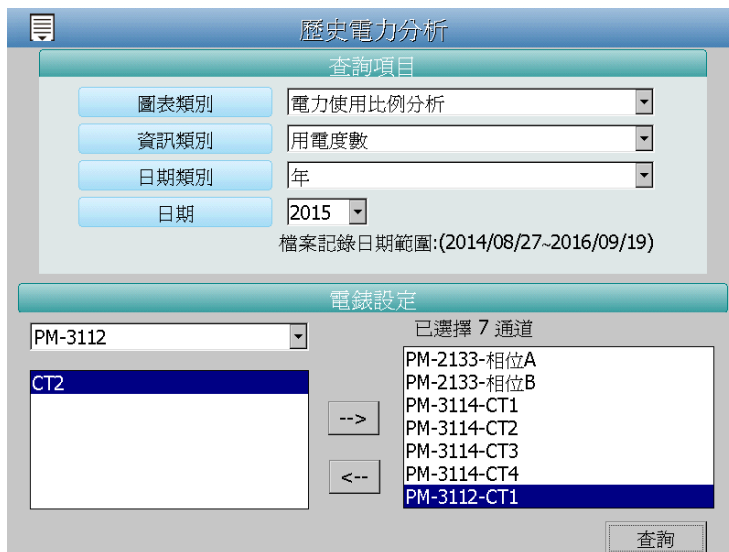 歷史電力分析
查詢項目
圖表類別 電力使用比例分析
資訊類別 用電度數
日期類別 年
日期 2015
檔案記錄日期範圍:(2014/08/27~2016/09/19)
電錶設定
PM-3112
已選擇 7 通道
CT2
-->
<--
PM-2133-相位A
PM-2133-相位B
PM-3114-CT1
PM-3114-CT2
PM-3114-CT3
PM-3114-CT4
PM-3112-CT1
查詢